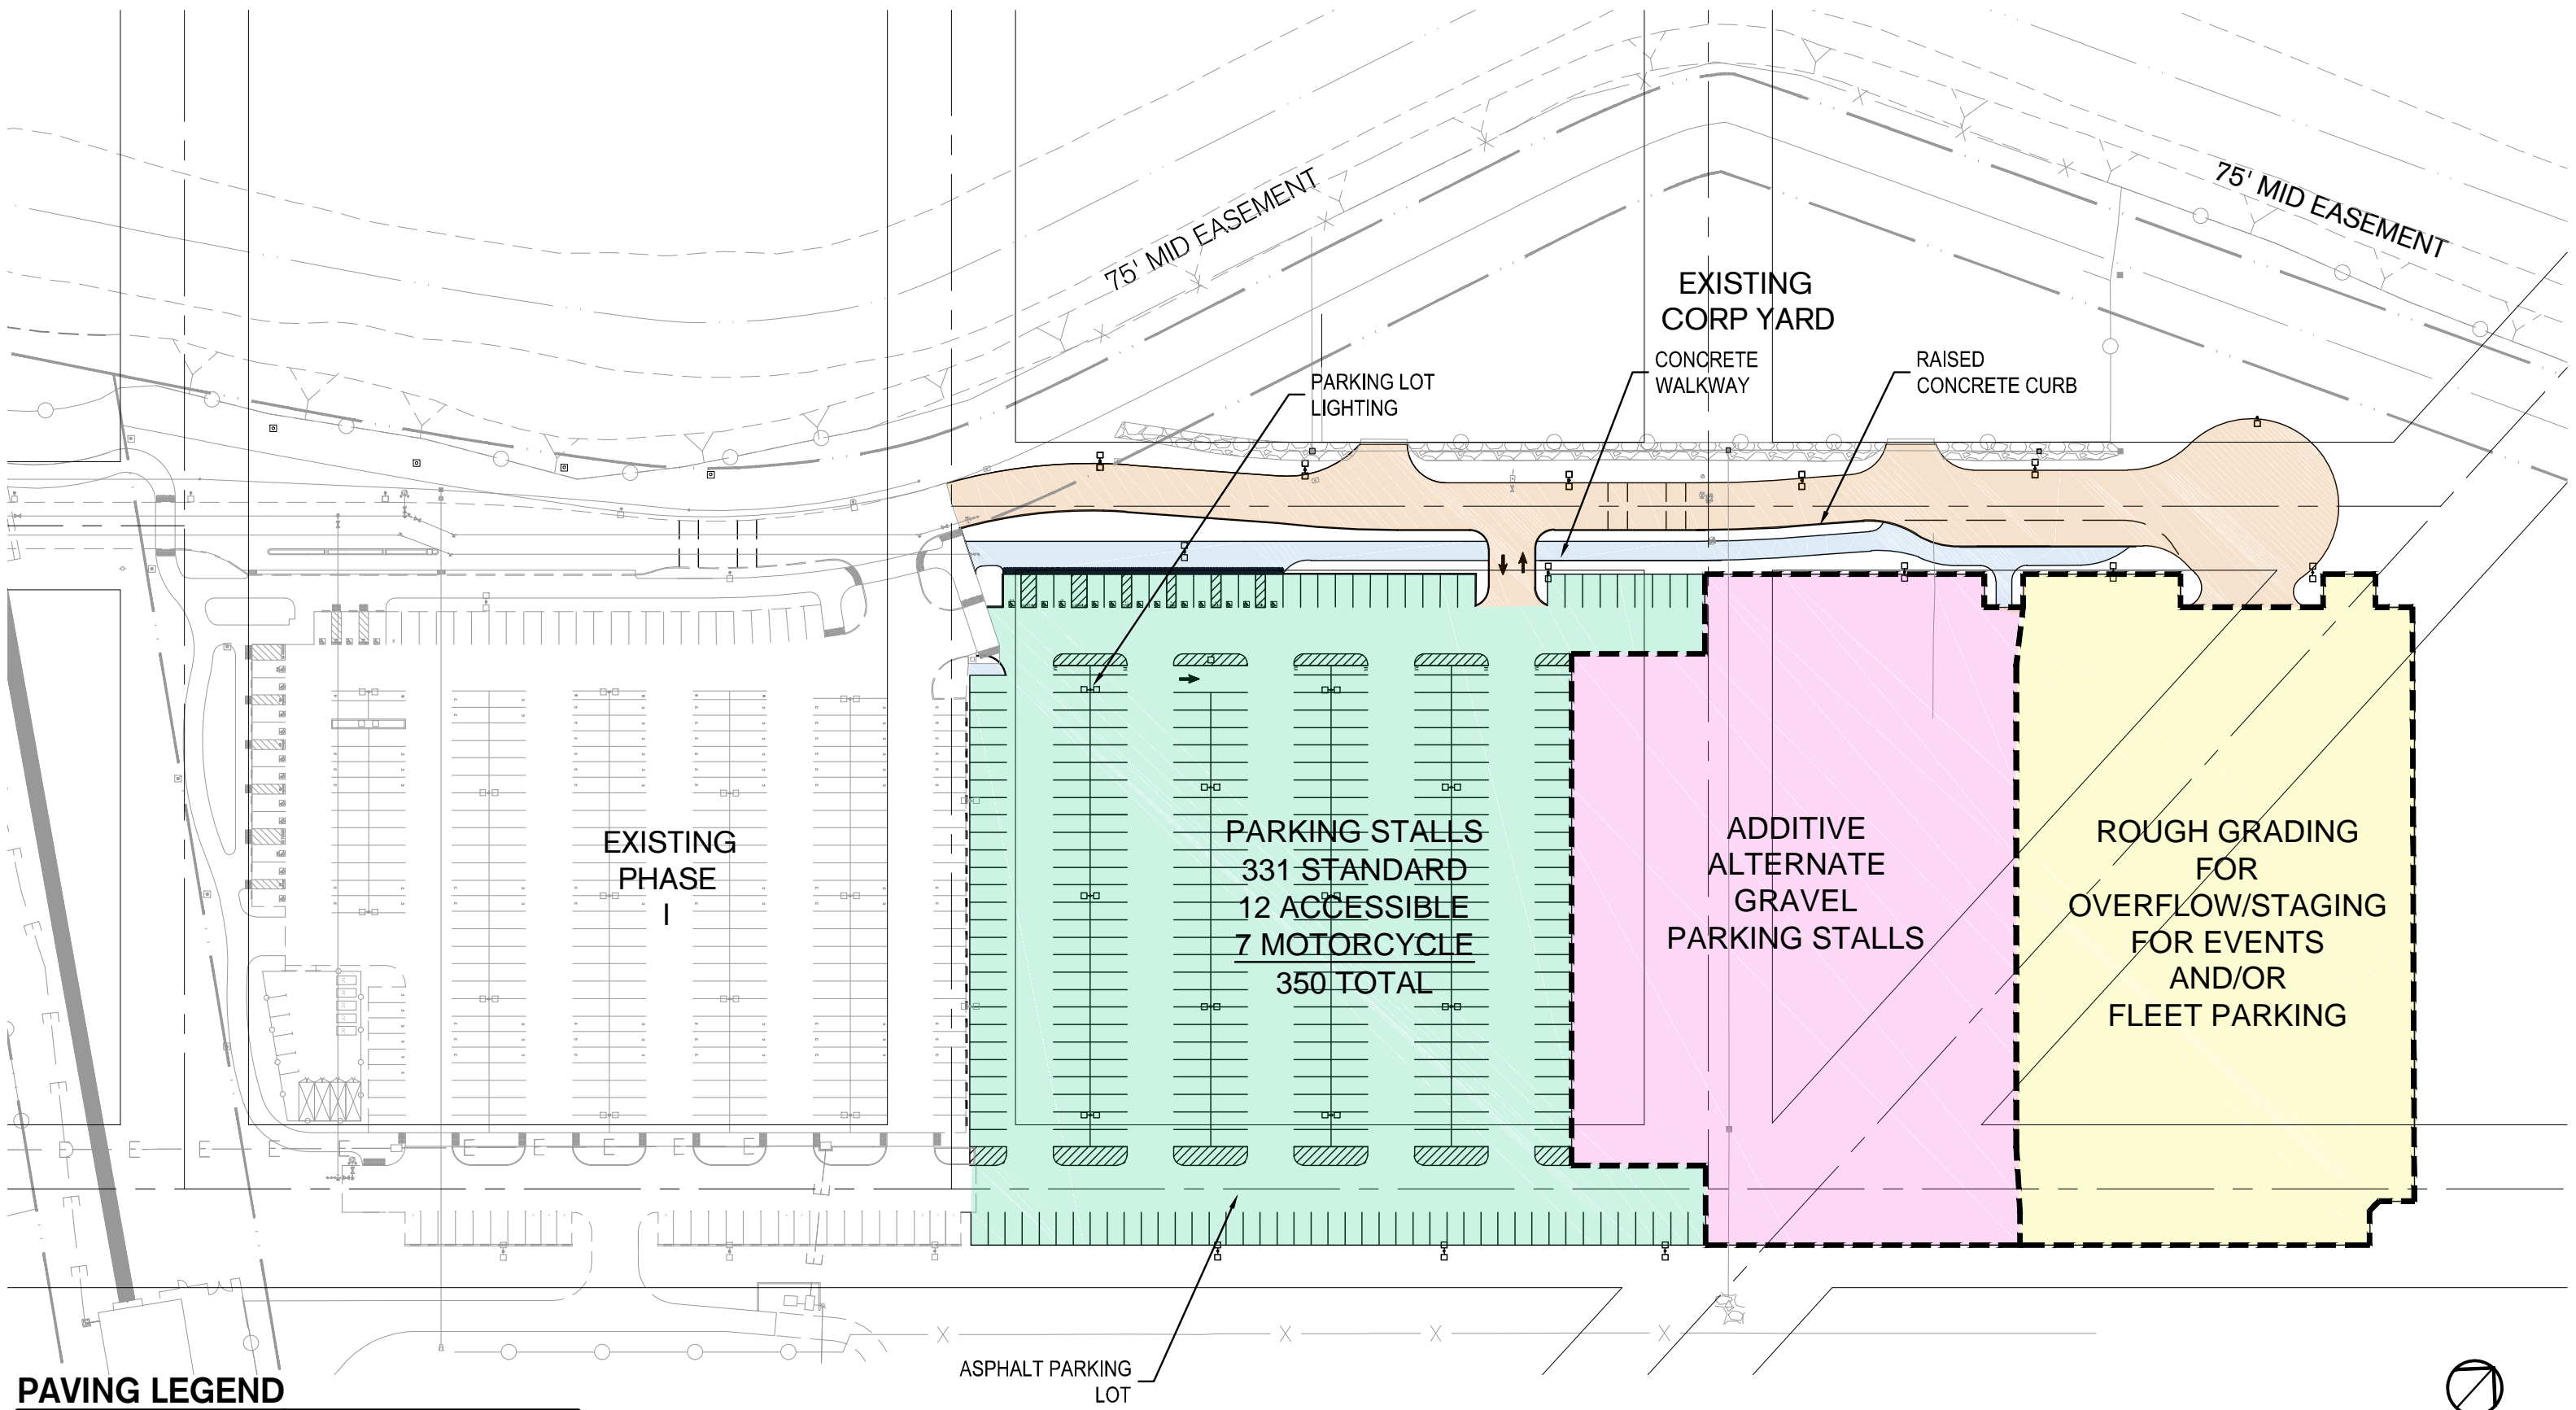 75' MID EASEMENT
75' MID EASEMENT
EXISTING
CORP YARD
PARKING LOT
LIGHTING
CONCRETE
WALKWAY
RAISED
CONCRETE CURB
EXISTING
PHASE
I
PARKING STALLS
331 STANDARD
12 ACCESSIBLE
7 MOTORCYCLE
350 TOTAL
ADDITIVE
ALTERNATE
GRAVEL
PARKING STALLS
ROUGH GRADING
FOR
OVERFLOW/STAGING
FOR EVENTS
AND/OR
FLEET PARKING
E E E E E E E E
ASPHALT PARKING
LOT
PAVING LEGEND